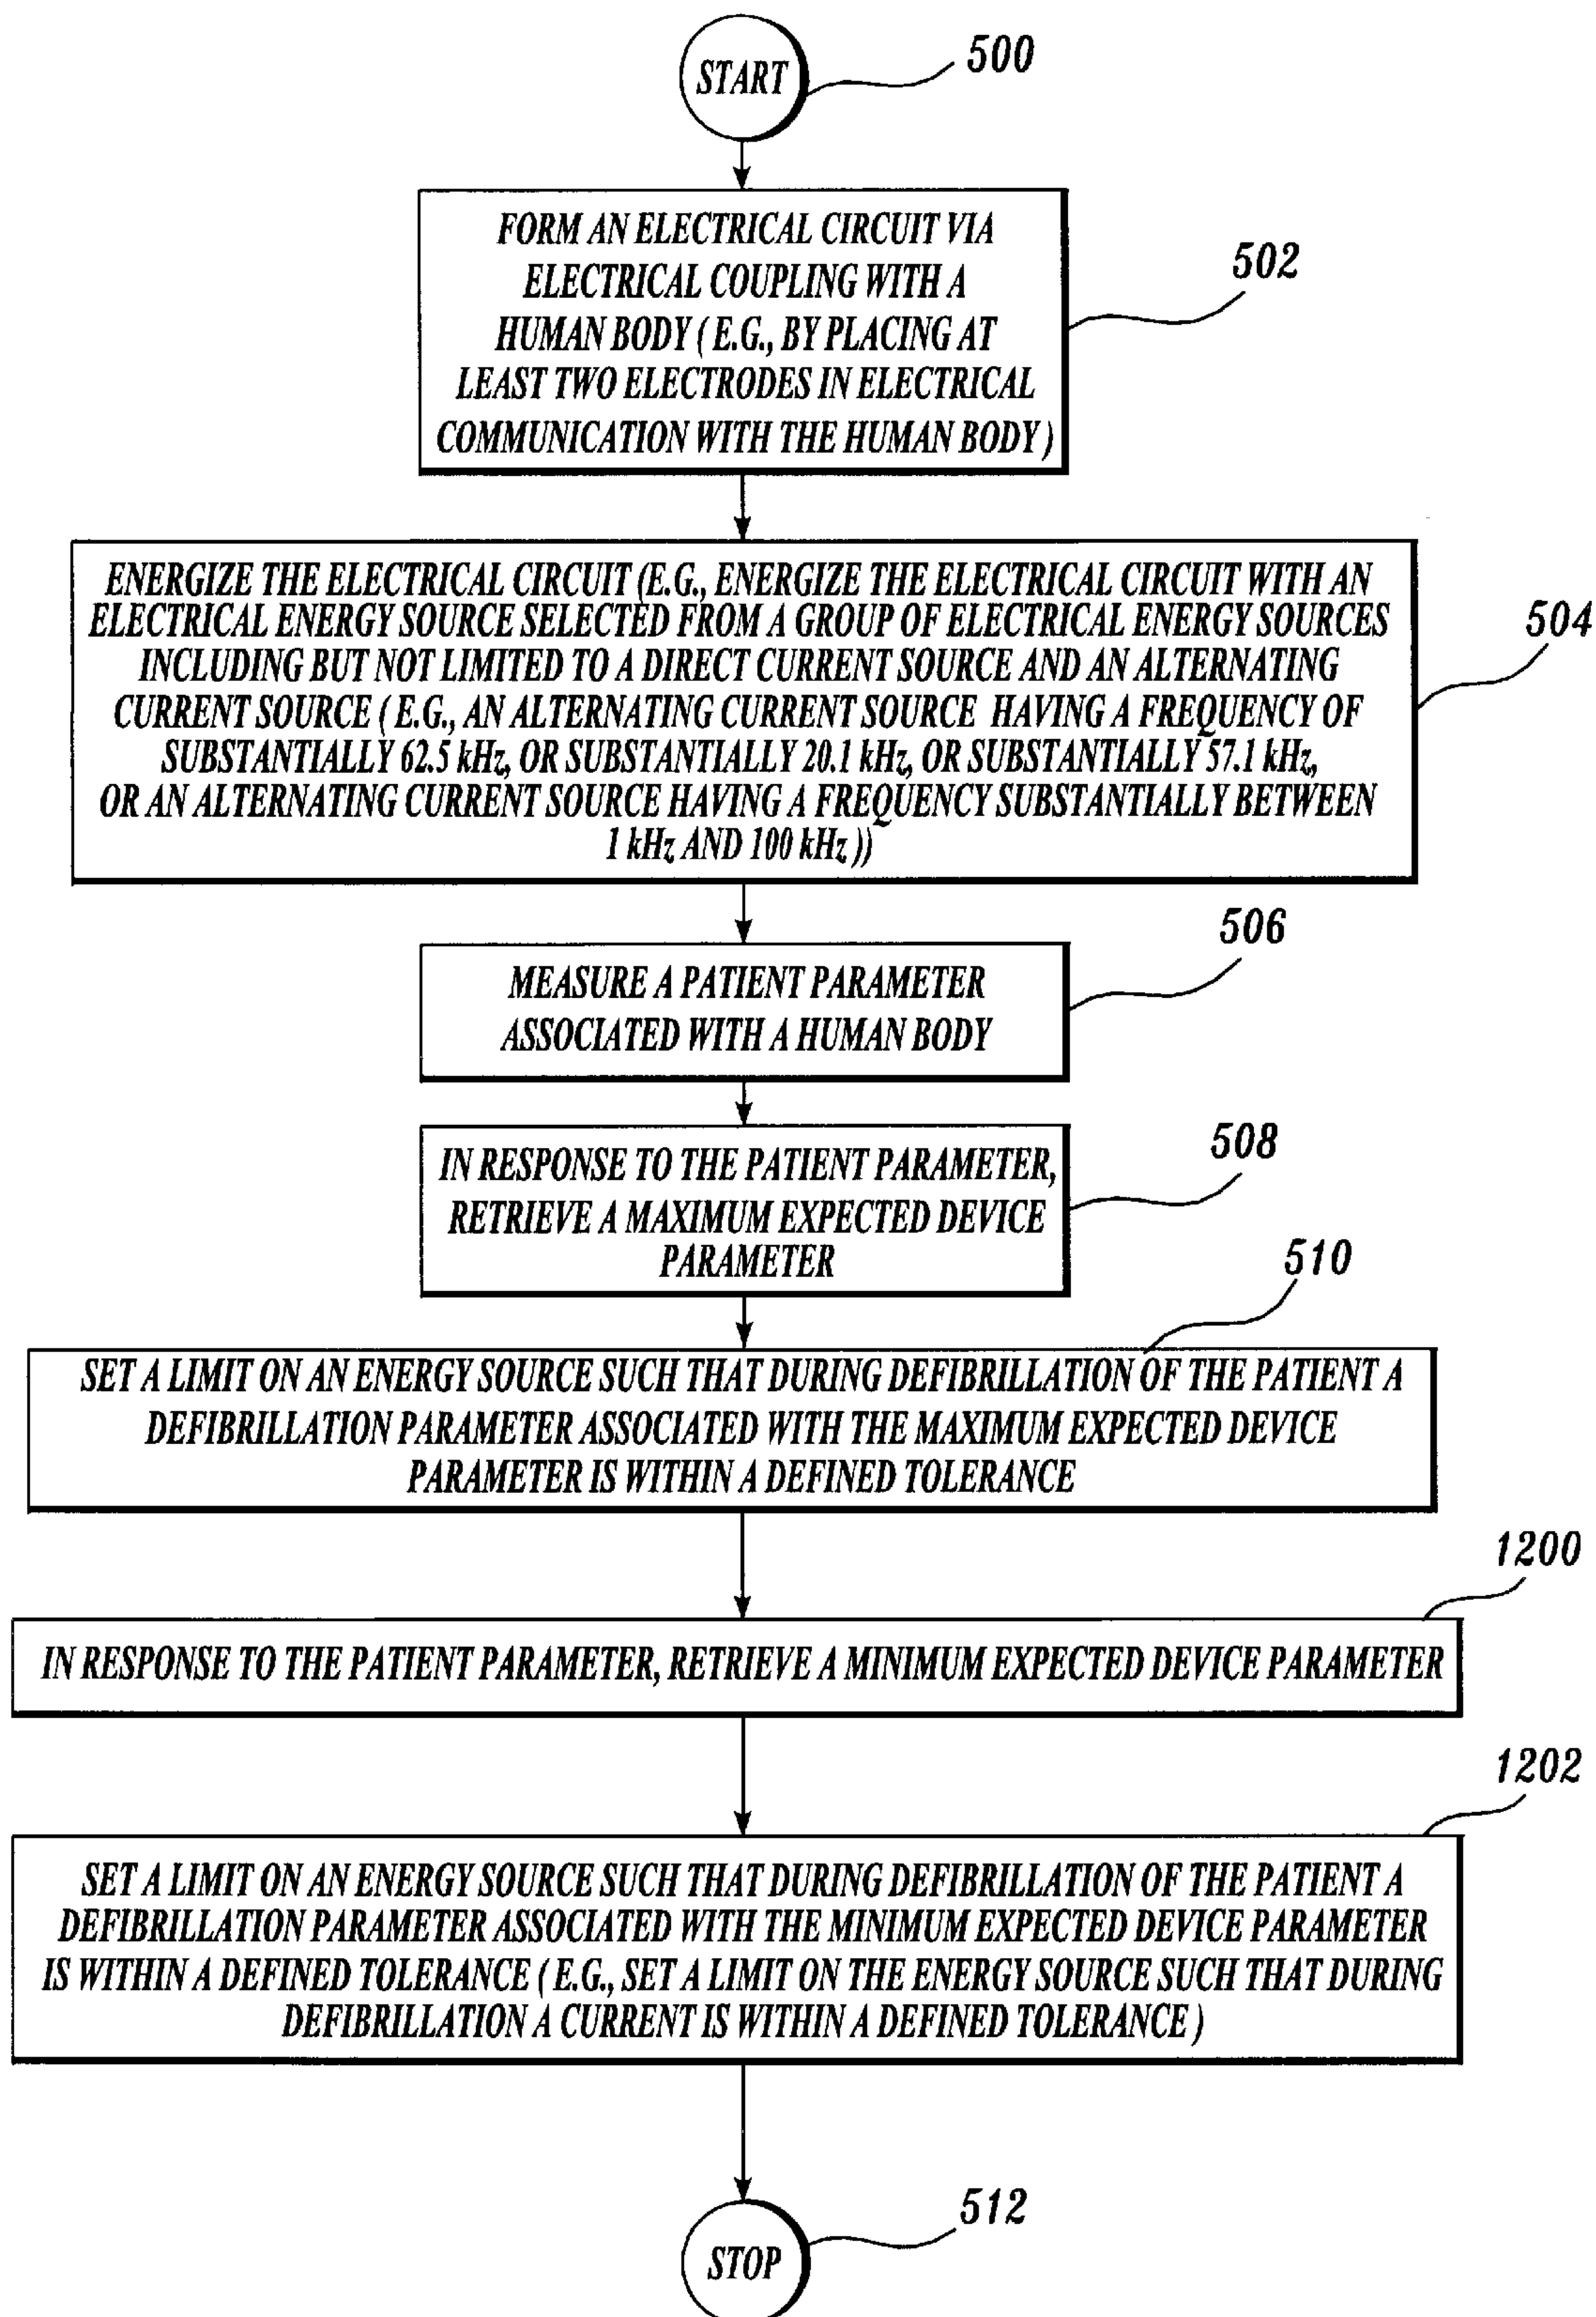 START
500
FORM AN ELECTRICAL CIRCUIT VIA
ELECTRICAL COUPLING WITH A
HUMAN BODY ( E.G., BY PLACING AT
LEAST TWO ELECTRODES IN ELECTRICAL
COMMUNICATION WITH THE HUMAN BODY )
502
ENERGIZE THE ELECTRICAL CIRCUIT (E.G., ENERGIZE THE ELECTRICAL CIRCUIT WITH AN
ELECTRICAL ENERGY SOURCE SELECTED FROM A GROUP OF ELECTRICAL ENERGY SOURCES
INCLUDING BUT NOT LIMITED TO A DIRECT CURRENT SOURCE AND AN ALTERNATING
CURRENT SOURCE ( E.G., AN ALTERNATING CURRENT SOURCE HAVING A FREQUENCY OF
SUBSTANTIALLY 62.5 kHz, OR SUBSTANTIALLY 20.1 kHz, OR SUBSTANTIALLY 57.1 kHz,
OR AN ALTERNATING CURRENT SOURCE HAVING A FREQUENCY SUBSTANTIALLY BETWEEN
1 kHz AND 100 kHz ))
504
MEASURE A PATIENT PARAMETER
ASSOCIATED WITH A HUMAN BODY
506
IN RESPONSE TO THE PATIENT PARAMETER,
RETRIEVE A MAXIMUM EXPECTED DEVICE
PARAMETER
508
SET A LIMIT ON AN ENERGY SOURCE SUCH THAT DURING DEFIBRILLATION OF THE PATIENT A
DEFIBRILLATION PARAMETER ASSOCIATED WITH THE MAXIMUM EXPECTED DEVICE
PARAMETER IS WITHIN A DEFINED TOLERANCE
510
IN RESPONSE TO THE PATIENT PARAMETER, RETRIEVE A MINIMUM EXPECTED DEVICE PARAMETER
1200
SET A LIMIT ON AN ENERGY SOURCE SUCH THAT DURING DEFIBRILLATION OF THE PATIENT A
DEFIBRILLATION PARAMETER ASSOCIATED WITH THE MINIMUM EXPECTED DEVICE PARAMETER
IS WITHIN A DEFINED TOLERANCE ( E.G., SET A LIMIT ON THE ENERGY SOURCE SUCH THAT DURING
DEFIBRILLATION A CURRENT IS WITHIN A DEFINED TOLERANCE )
1202
STOP
512